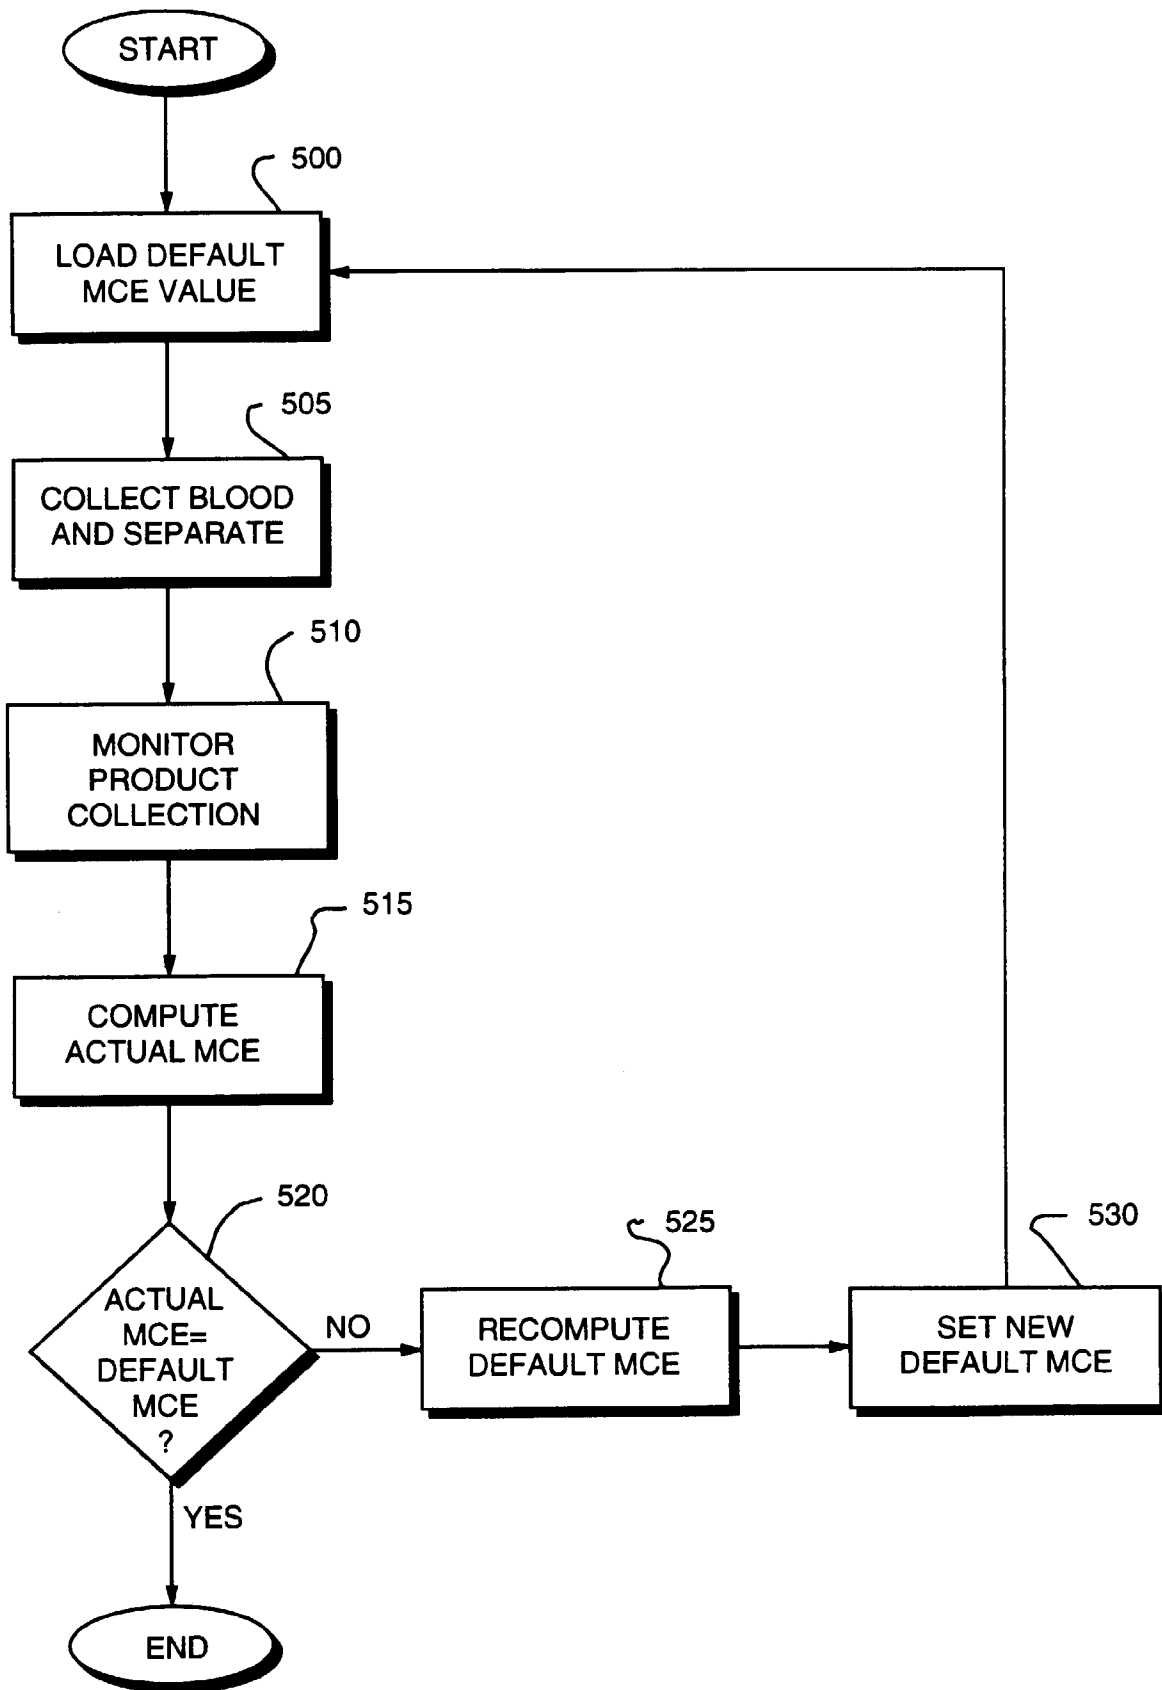 START
500
LOAD DEFAULT
MCE VALUE
505
COLLECT BLOOD
AND SEPARATE
510
MONITOR
PRODUCT
COLLECTION
515
COMPUTE
ACTUAL MCE
520
ACTUAL
MCE=
DEFAULT
MCE
?
NO
525
RECOMPUTE
DEFAULT MCE
530
SET NEW
DEFAULT MCE
YES
END